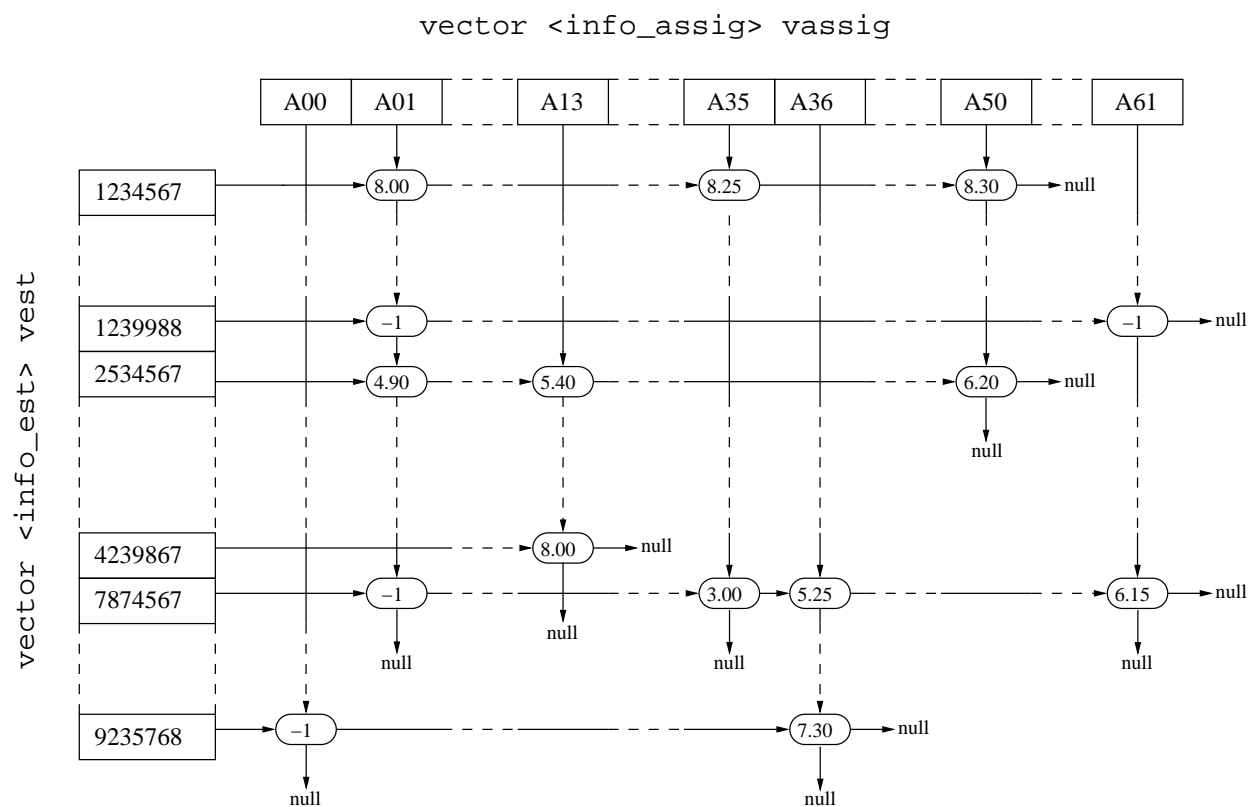 vector <info_assig> vassig
A00 A01 A13 A35 A36 A50 A61
1234567 8.00 8.25 8.30 null
vector <info_est> vest
1239988 −1 −1 null
2534567 4.90 5.40 6.20 null
null
4239867 8.00 null
7874567 −1 3.00 5.25 6.15 null
null
null null null
9235768 −1 7.30 null
null null